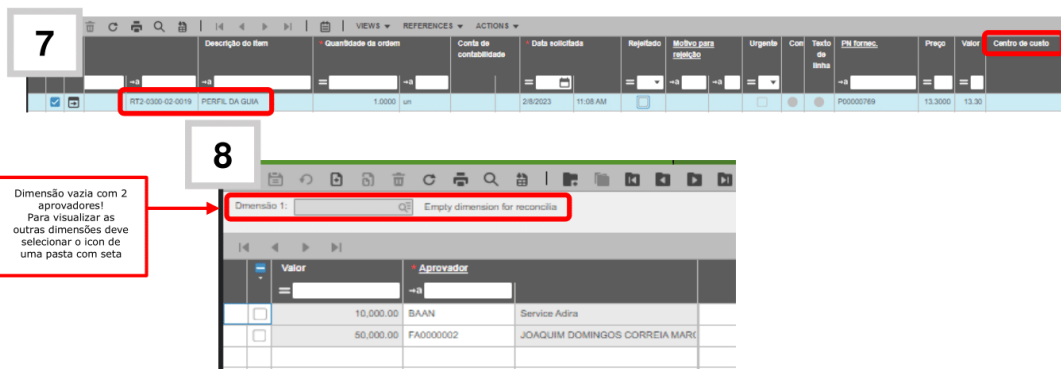 7
VIEWS REFERENCES ACTIONS
Descrição do Item * Quantidade da ordem Conta de contabilidade * Data solicitada Rejeitado Motivo para rejeição Urgente Con Texto de linha PN fornec. Preço Valor Centro de custo
RT2-0300-02-0019 PERFIL DA GUIA 1.0000 un 2/8/2023 11:08 AM P00000769 13.3000 13.30
8
Dimensão vazia com 2
aprovadores!
Para visualizar as
outras dimensões deve
selecionar o icon de
uma pasta com seta
Dimensão 1: Empty dimension for reconcilia
Valor * Aprovador
10,000.00 BAAN Service Adira
50,000.00 FA0000002 JOAQUIM DOMINGOS CORREIA MAR